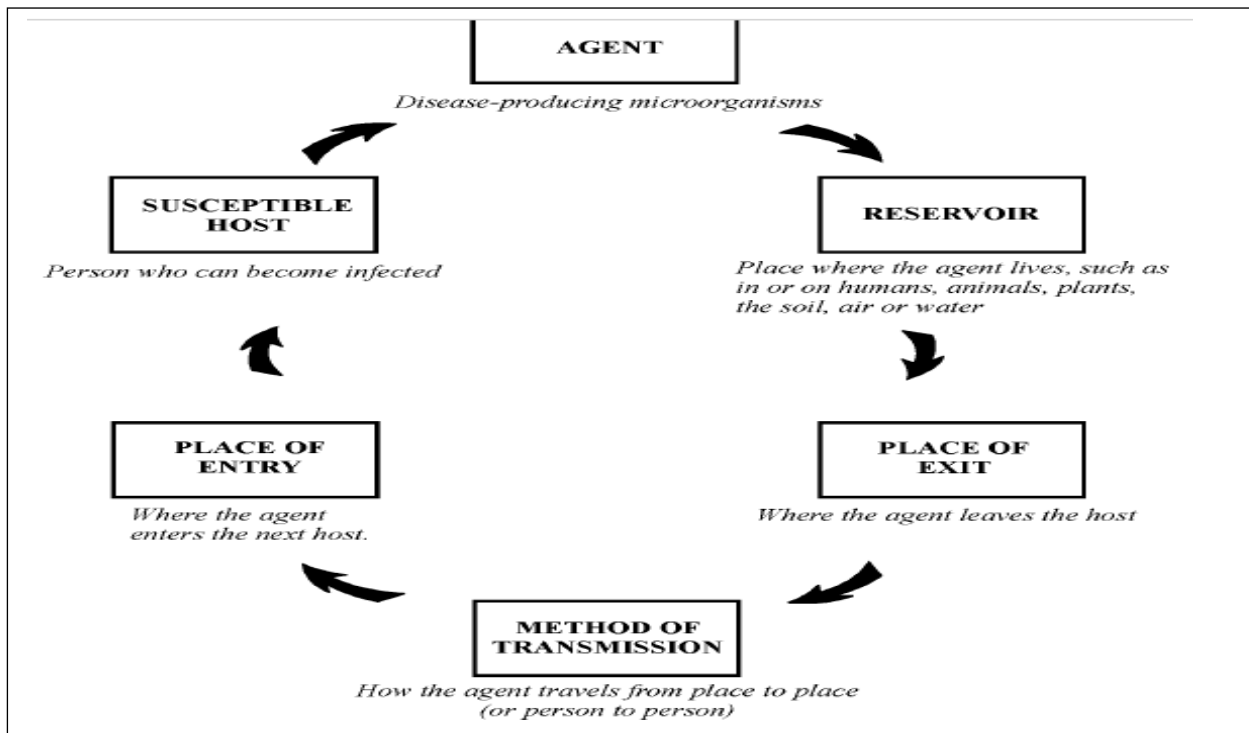 AGENT
Disease-producing microorganisms
SUSCEPTIBLE
HOST
Person who can become infected
RESERVOIR
Place where the agent lives, such as
in or on humans, animals, plants,
the soil, air or water
PLACE OF
ENTRY
Where the agent
enters the next host.
PLACE OF
EXIT
Where the agent leaves the host
METHOD OF
TRANSMISSION
How the agent travels from place to place
(or person to person)